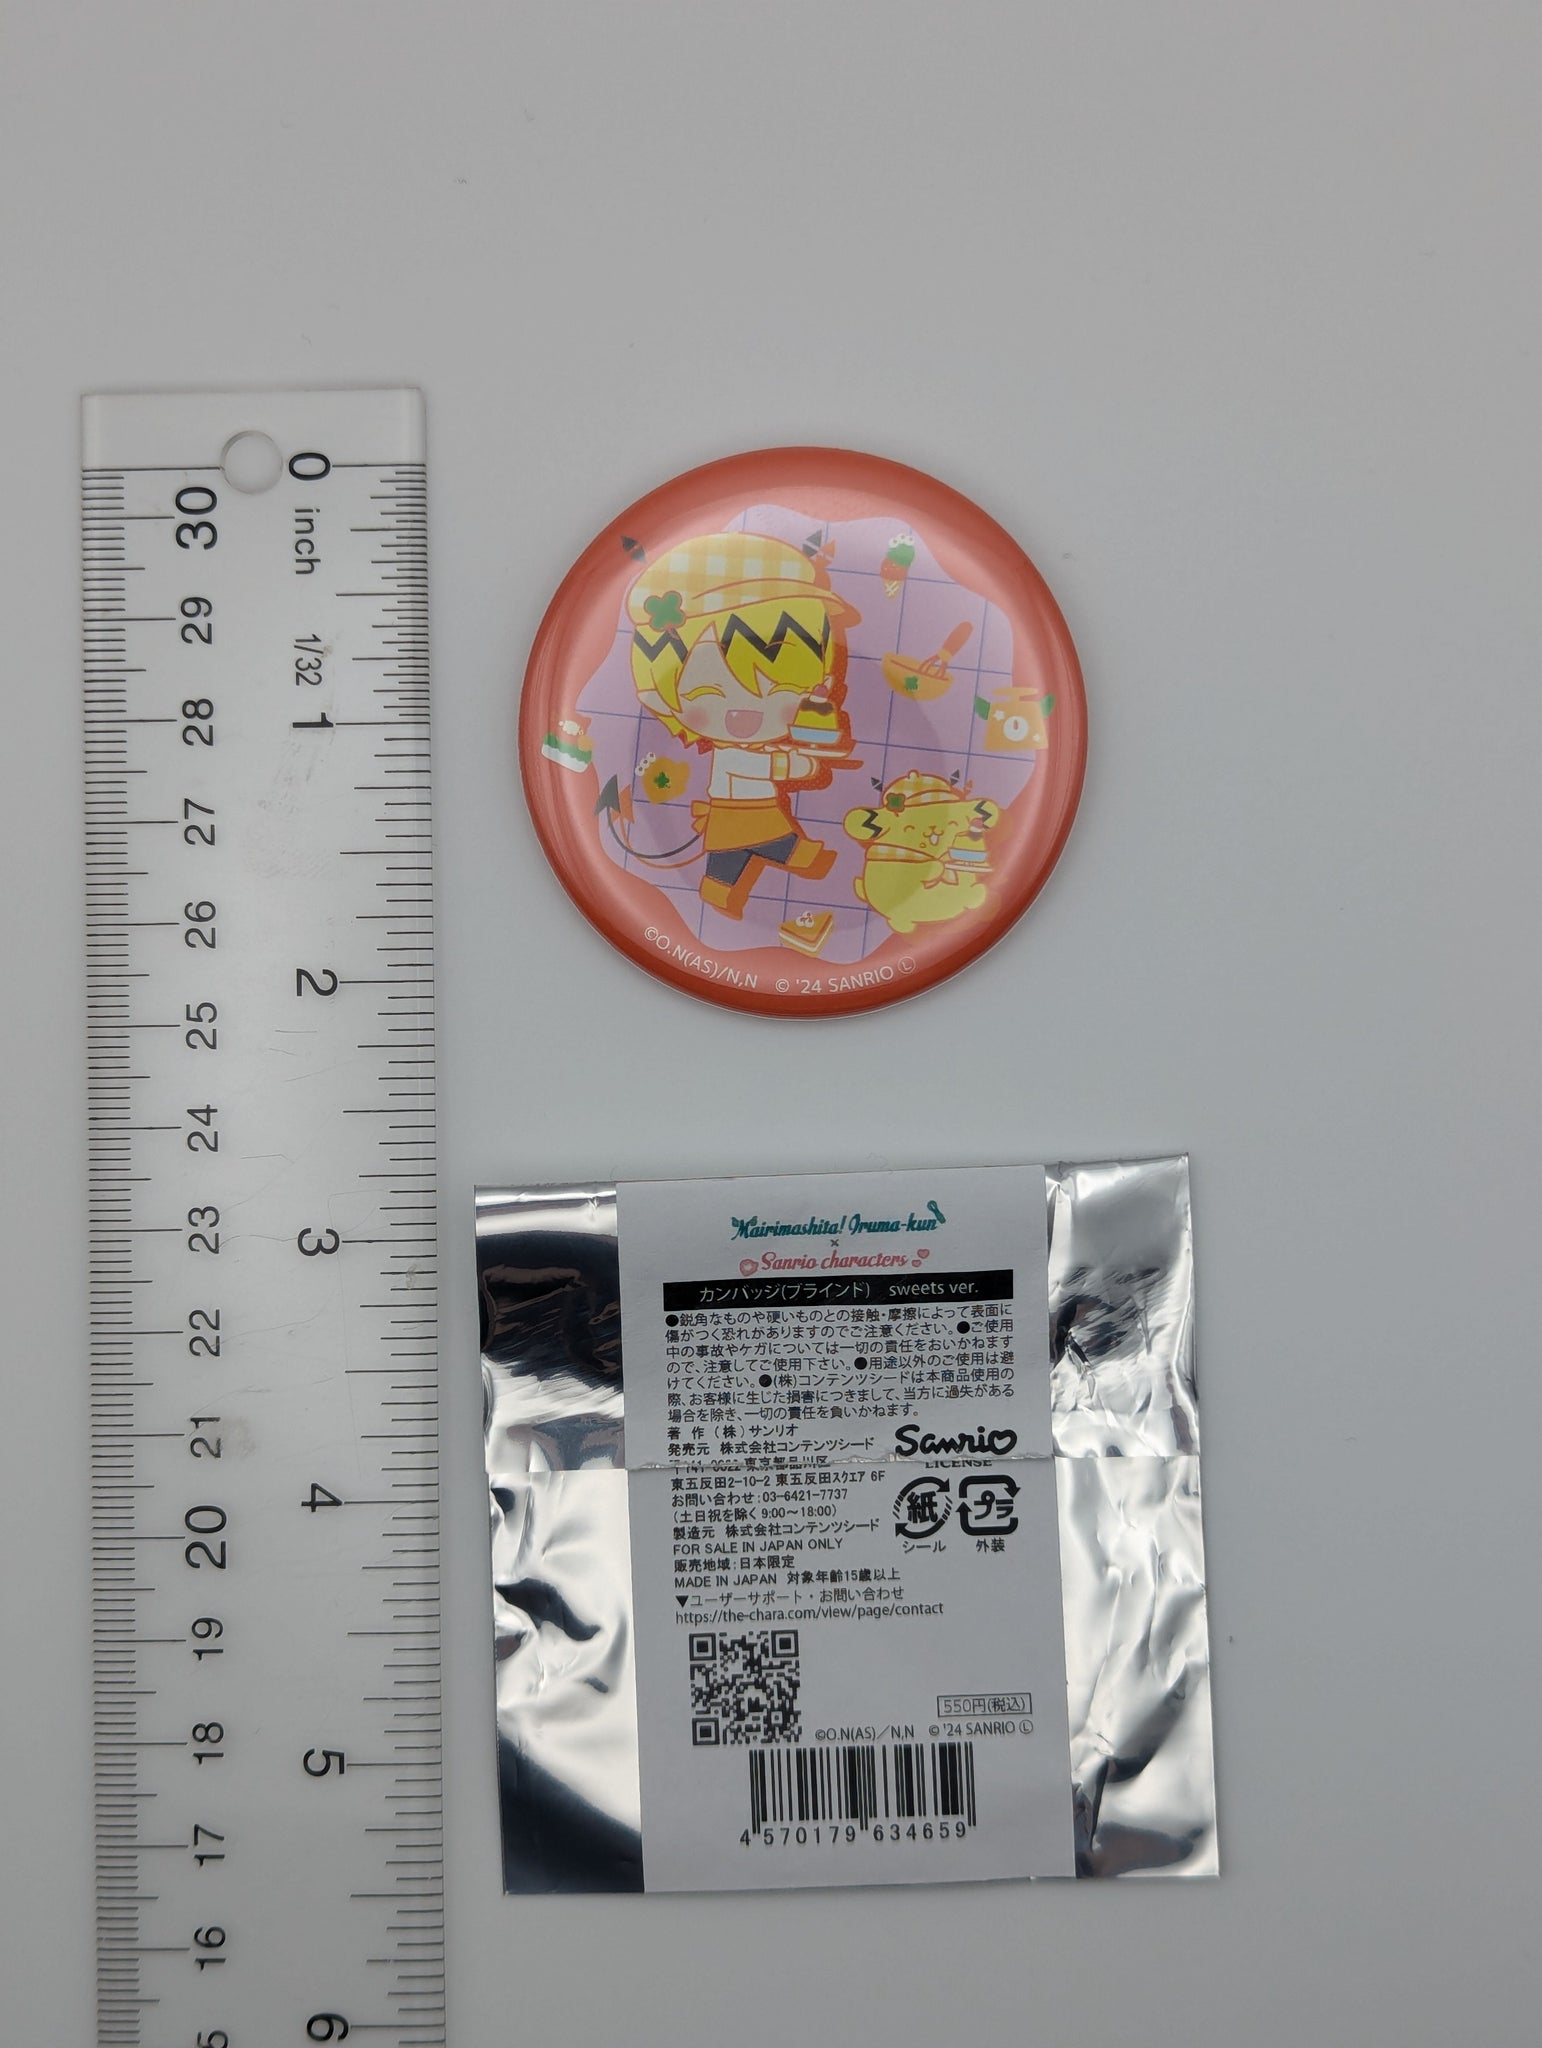 0
inch
1/32
1
2
3
4
5
6
30
29
28
27
26
25
24
23
22
21
20
19
18
17
16
©O.N(AS)/N,N © '24 SANRIO Ⓛ
Mairimashita! Iruma-kun
×
Sanrio characters
カンバッジ(ブラインド) sweets ver.
●鋭角なものや硬いものとの接触・摩擦によって表面に
傷がつく恐れがありますのでご注意ください。●ご使用
中の事故やケガについては一切の責任をおいかねます
ので、注意してご使用下さい。●用途以外のご使用は避
けてください。●(株)コンテンツシードは本商品使用の
際、お客様に生じた損害につきまして、当方に過失がある
場合を除き、一切の責任を負いかねます。
著 作 (株)サンリオ
発売元 株式会社コンテンツシード
Sanrio
LICENSE
〒141-0022 東京都品川区
東五反田2-10-2 東五反田スクエア 6F
お問い合わせ:03-6421-7737
(土日祝を除く 9:00~18:00)
製造元 株式会社コンテンツシード
紙
シール
プラ
外装
FOR SALE IN JAPAN ONLY
販売地域:日本限定
MADE IN JAPAN 対象年齢15歳以上
▼ユーザーサポート・お問い合わせ
https://the-chara.com/view/page/contact
550円(税込)
©O.N(AS)/N,N © '24 SANRIO Ⓛ
4 570179 634659